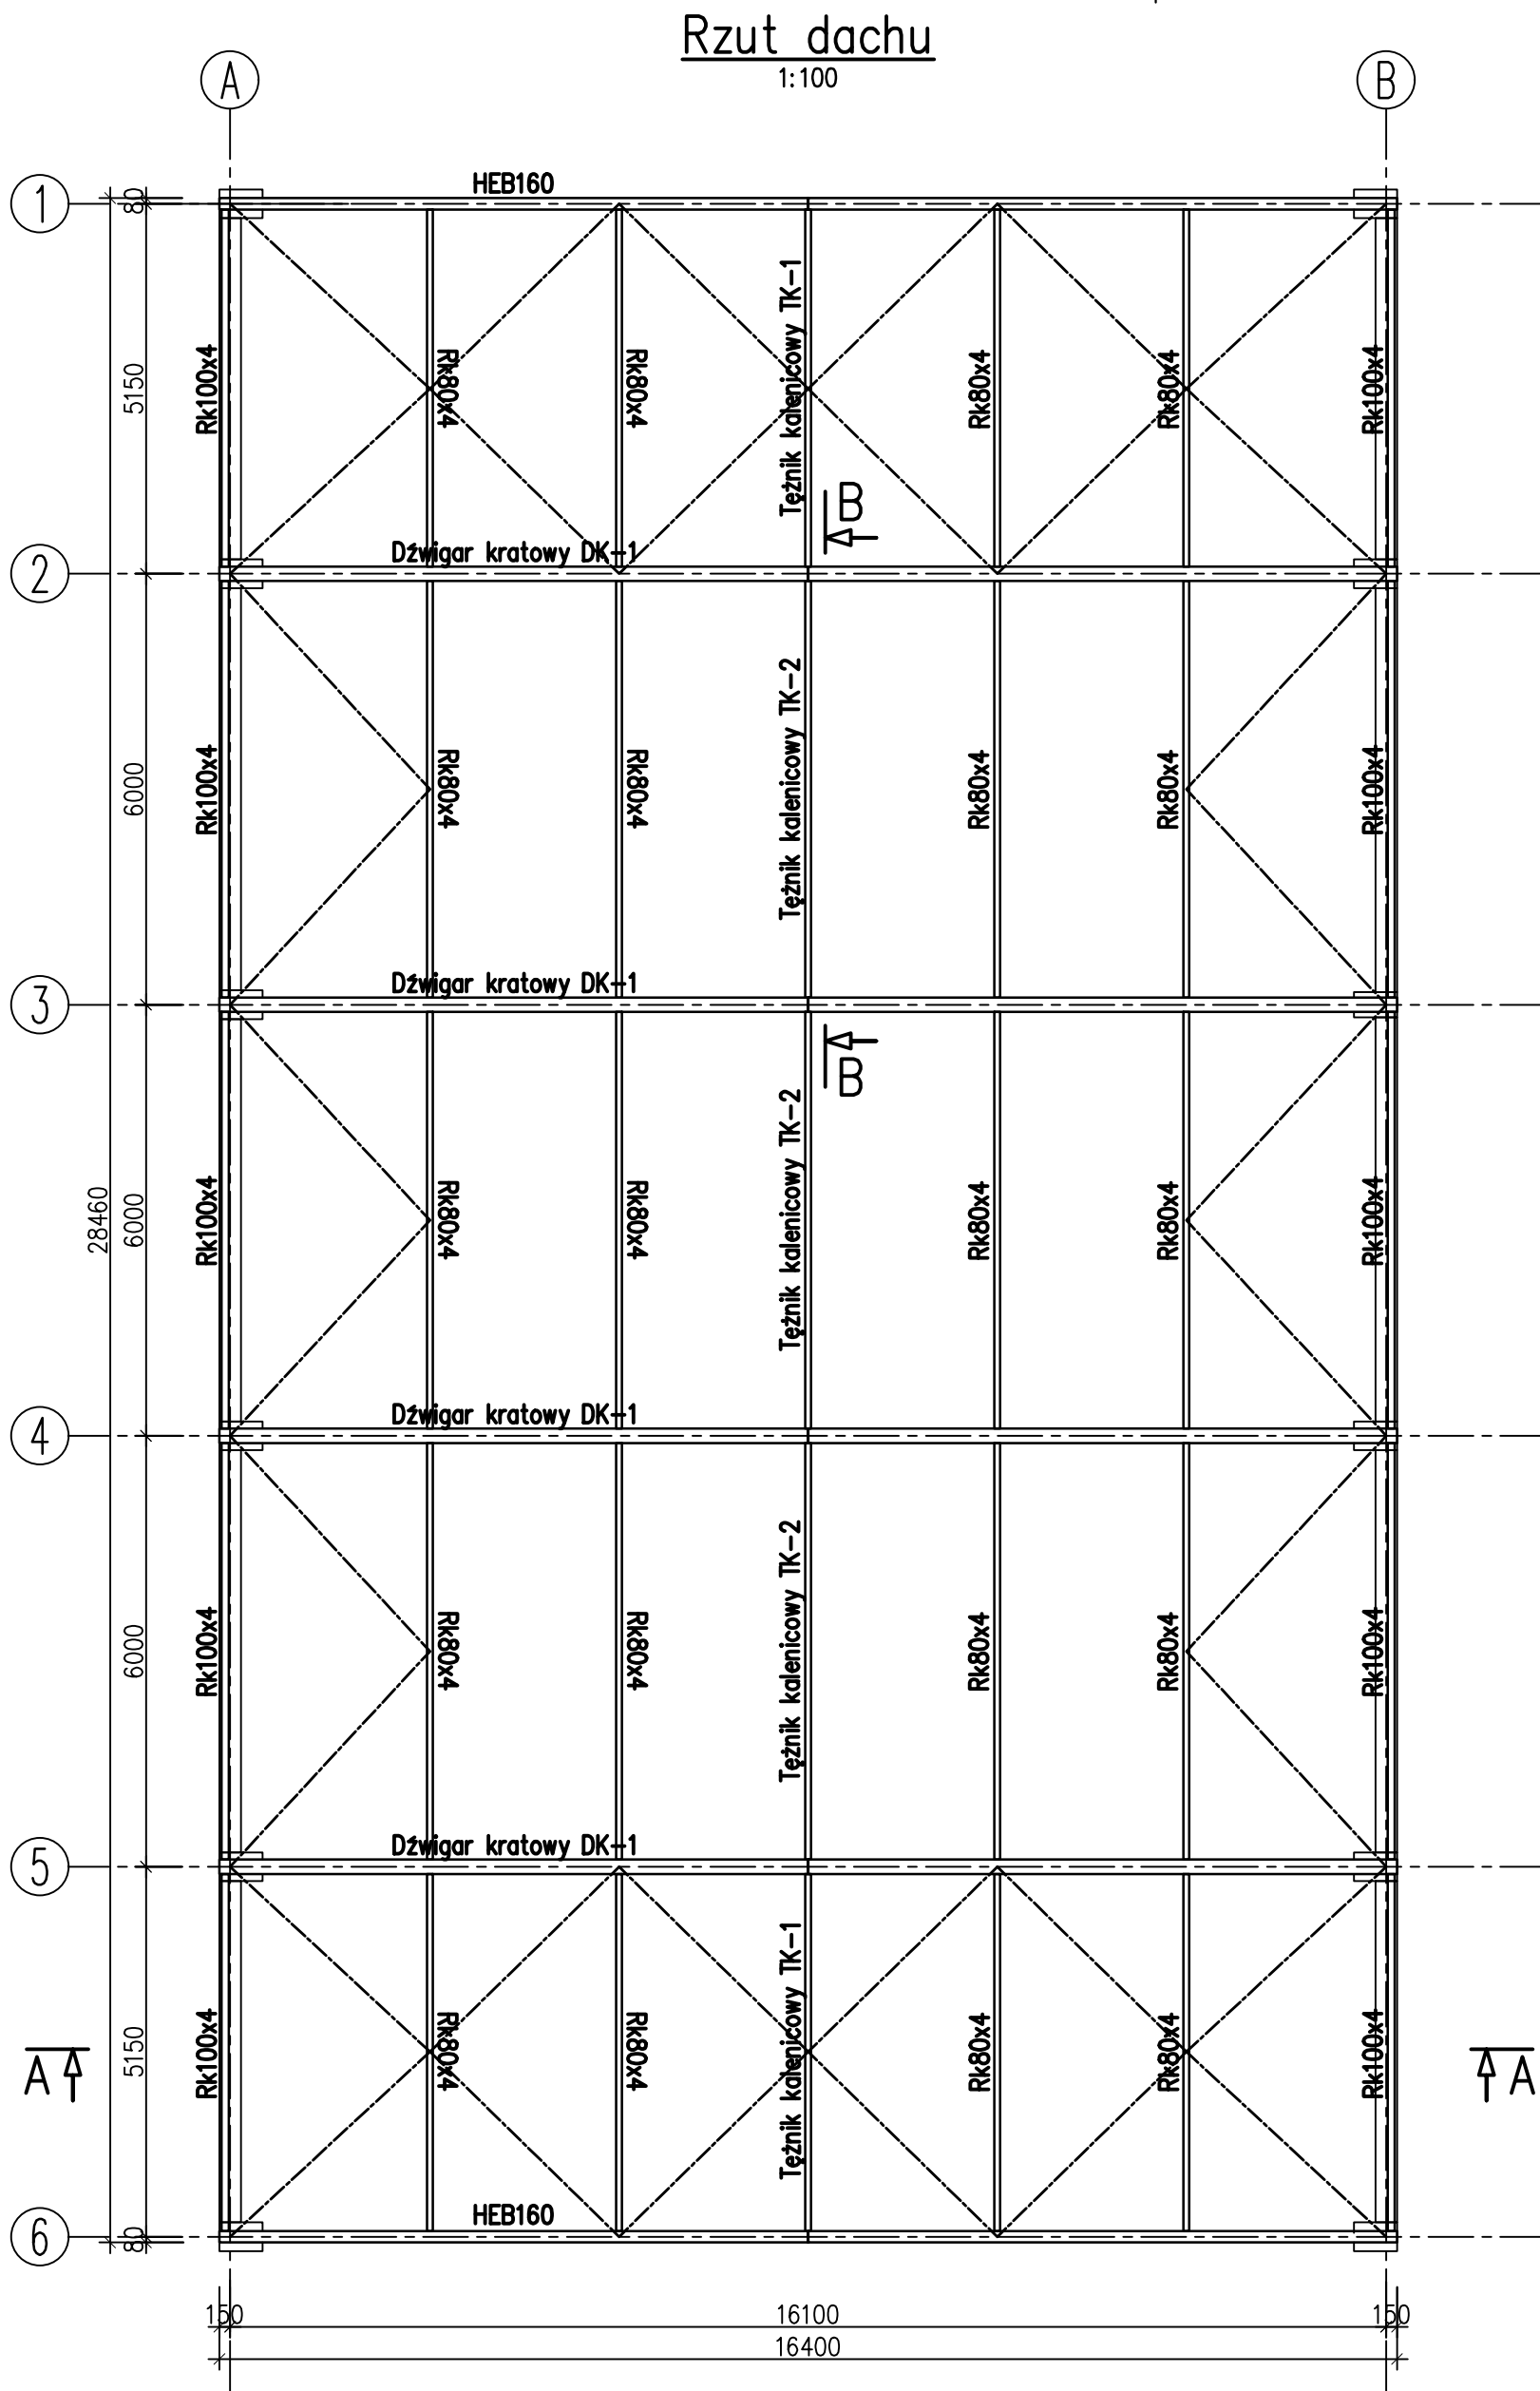 Rzut dachu
1:100
A
B
1
HEB160
80
5150
Rk100x4
Rk80x4
Rk80x4
Tężnik kalenicowy TK-1
Rk80x4
Rk80x4
Rk100x4
B
Dźwigar kratowy DK-1
2
6000
Rk100x4
Rk80x4
Rk80x4
Tężnik kalenicowy TK-2
Rk80x4
Rk80x4
Rk100x4
Dźwigar kratowy DK-1
3
B
28460
6000
Rk100x4
Rk80x4
Rk80x4
Tężnik kalenicowy TK-2
Rk80x4
Rk80x4
Rk100x4
Dźwigar kratowy DK-1
4
6000
Rk100x4
Rk80x4
Rk80x4
Tężnik kalenicowy TK-2
Rk80x4
Rk80x4
Rk100x4
Dźwigar kratowy DK-1
5
A
5150
Rk100x4
Rk80x4
Rk80x4
Tężnik kalenicowy TK-1
Rk80x4
Rk80x4
Rk100x4
A
HEB160
6
80
150
16100
150
16400